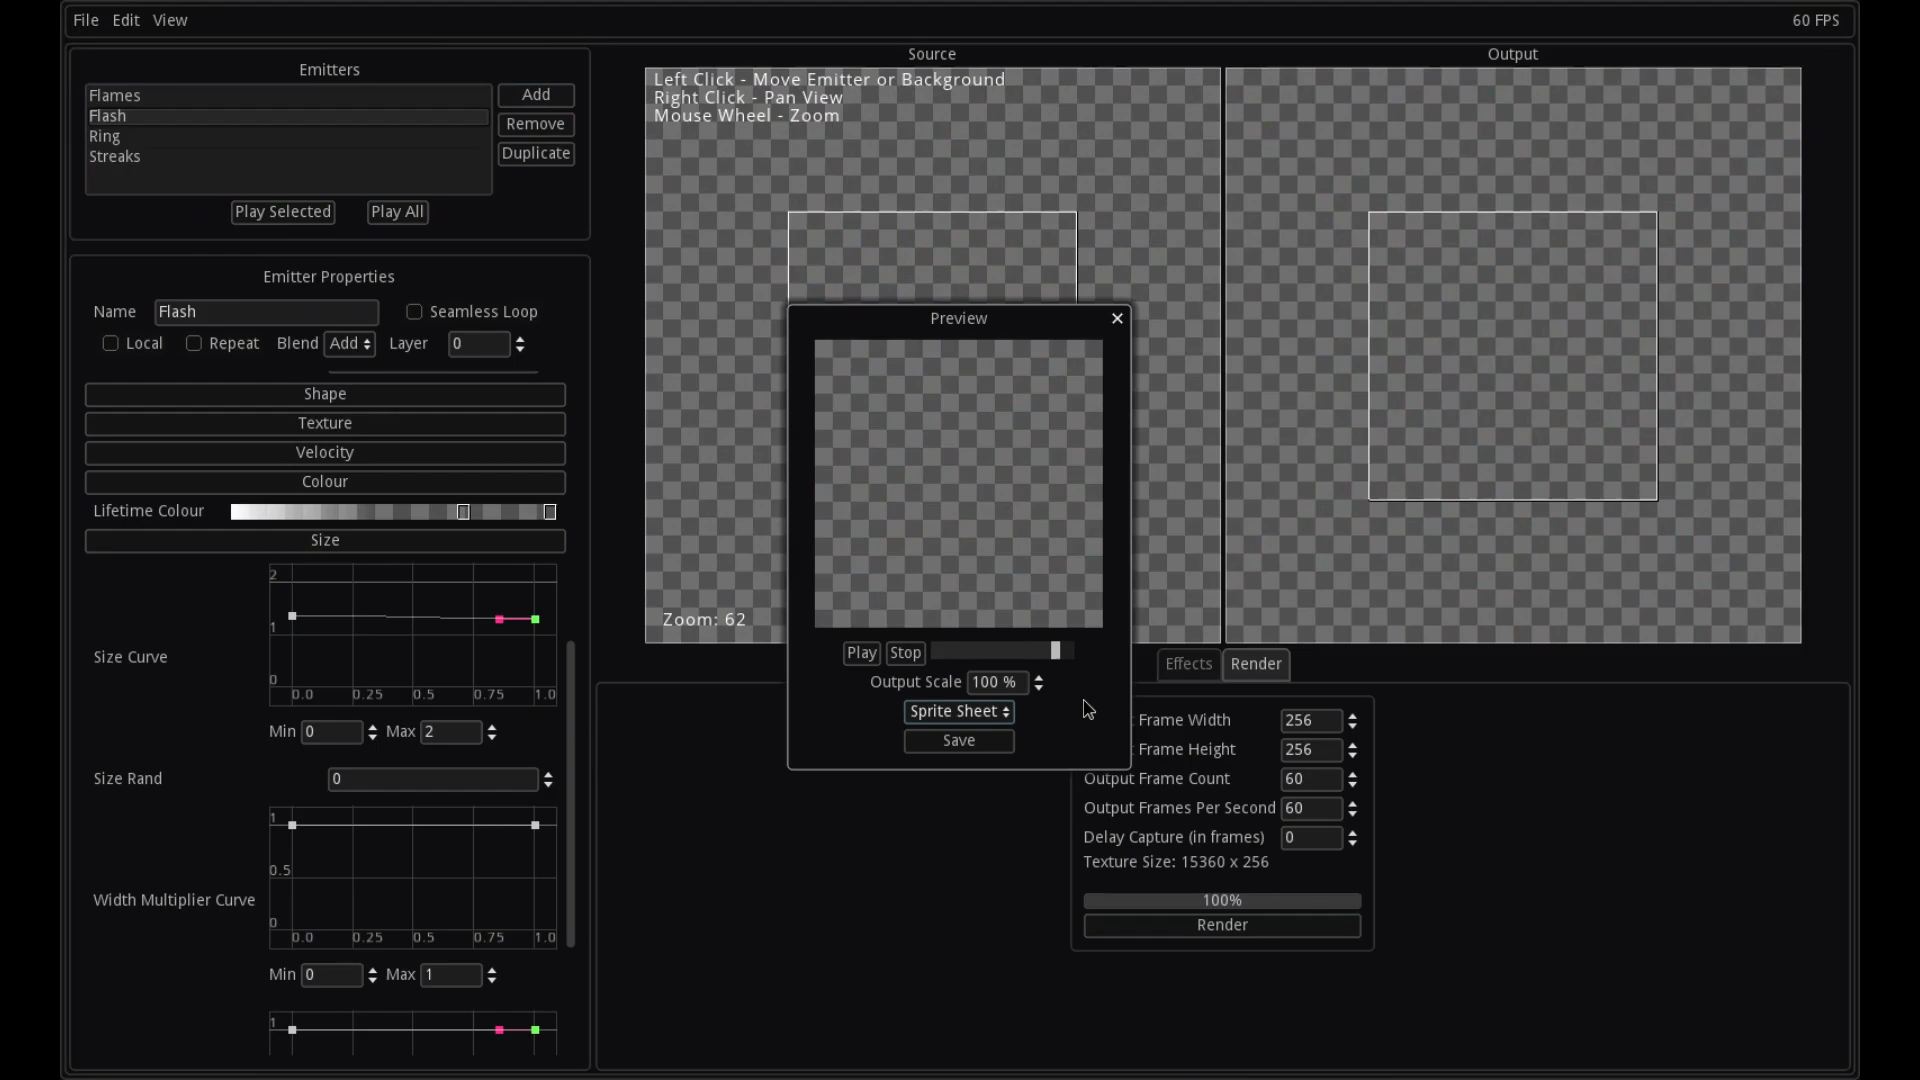 File Edit View
60 FPS
Emitters
Flames
Flash
Ring
Streaks
Add
Remove
Duplicate
Play Selected
Play All
Emitter Properties
Name Flash Seamless Loop
Local Repeat Blend Add Layer 0
Shape
Texture
Velocity
Colour
Lifetime Colour
Size
2
1
0
0.0 0.25 0.5 0.75 1.0
Size Curve
Min 0 Max 2
Size Rand 0
1
0.5
0
0.0 0.25 0.5 0.75 1.0
Width Multiplier Curve
Min 0 Max 1
1
Source
Left Click - Move Emitter or Background
Right Click - Pan View
Mouse Wheel - Zoom
Zoom: 62
Output
Preview
Play Stop
Output Scale 100 %
Sprite Sheet
Save
Effects Render
Frame Width 256
Frame Height 256
Output Frame Count 60
Output Frames Per Second 60
Delay Capture (in frames) 0
Texture Size: 15360 x 256
100%
Render